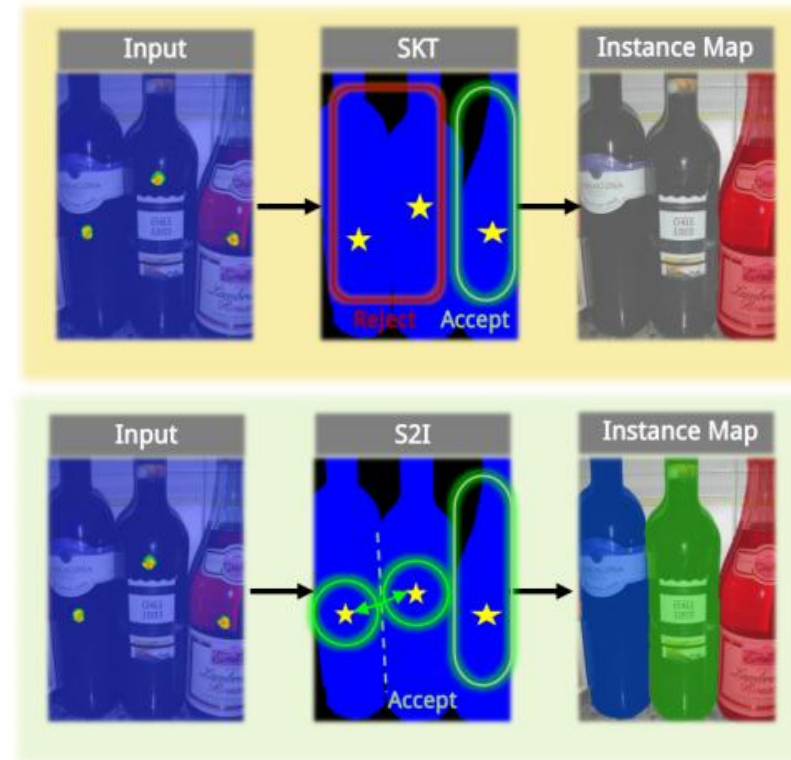 Input
SKT
Instance Map
Reject
Accept
Input
S2I
Instance Map
Accept